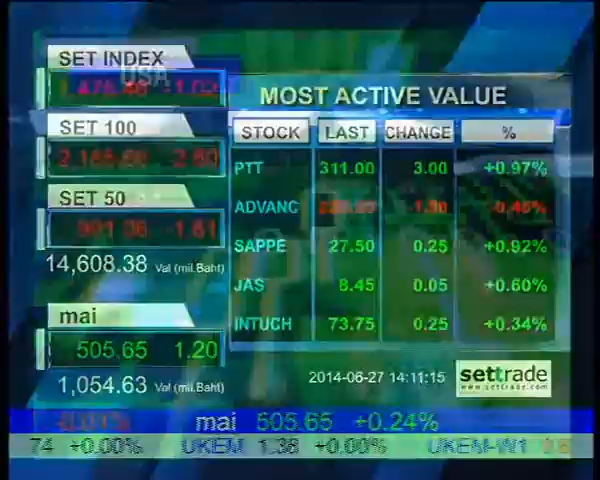 SET INDEX
USA
SET 100
SET 50
14,608.38 Val (mil.Baht)
mai
505.65 1.20
1,054.63 Val (mil.Baht)
MOST ACTIVE VALUE
STOCK LAST CHANGE %
PTT 311.00 3.00 +0.97%
ADVANC
SAPPE 27.50 0.25 +0.92%
JAS 8.45 0.05 +0.60%
INTUCH 73.75 0.25 +0.34%
2014-06-27 14:11:15
settrade
www.settrade.com
-0.01% mai 505.65 +0.24%
74 +0.00% UKEM 1.38 +0.00% UKEM-W1